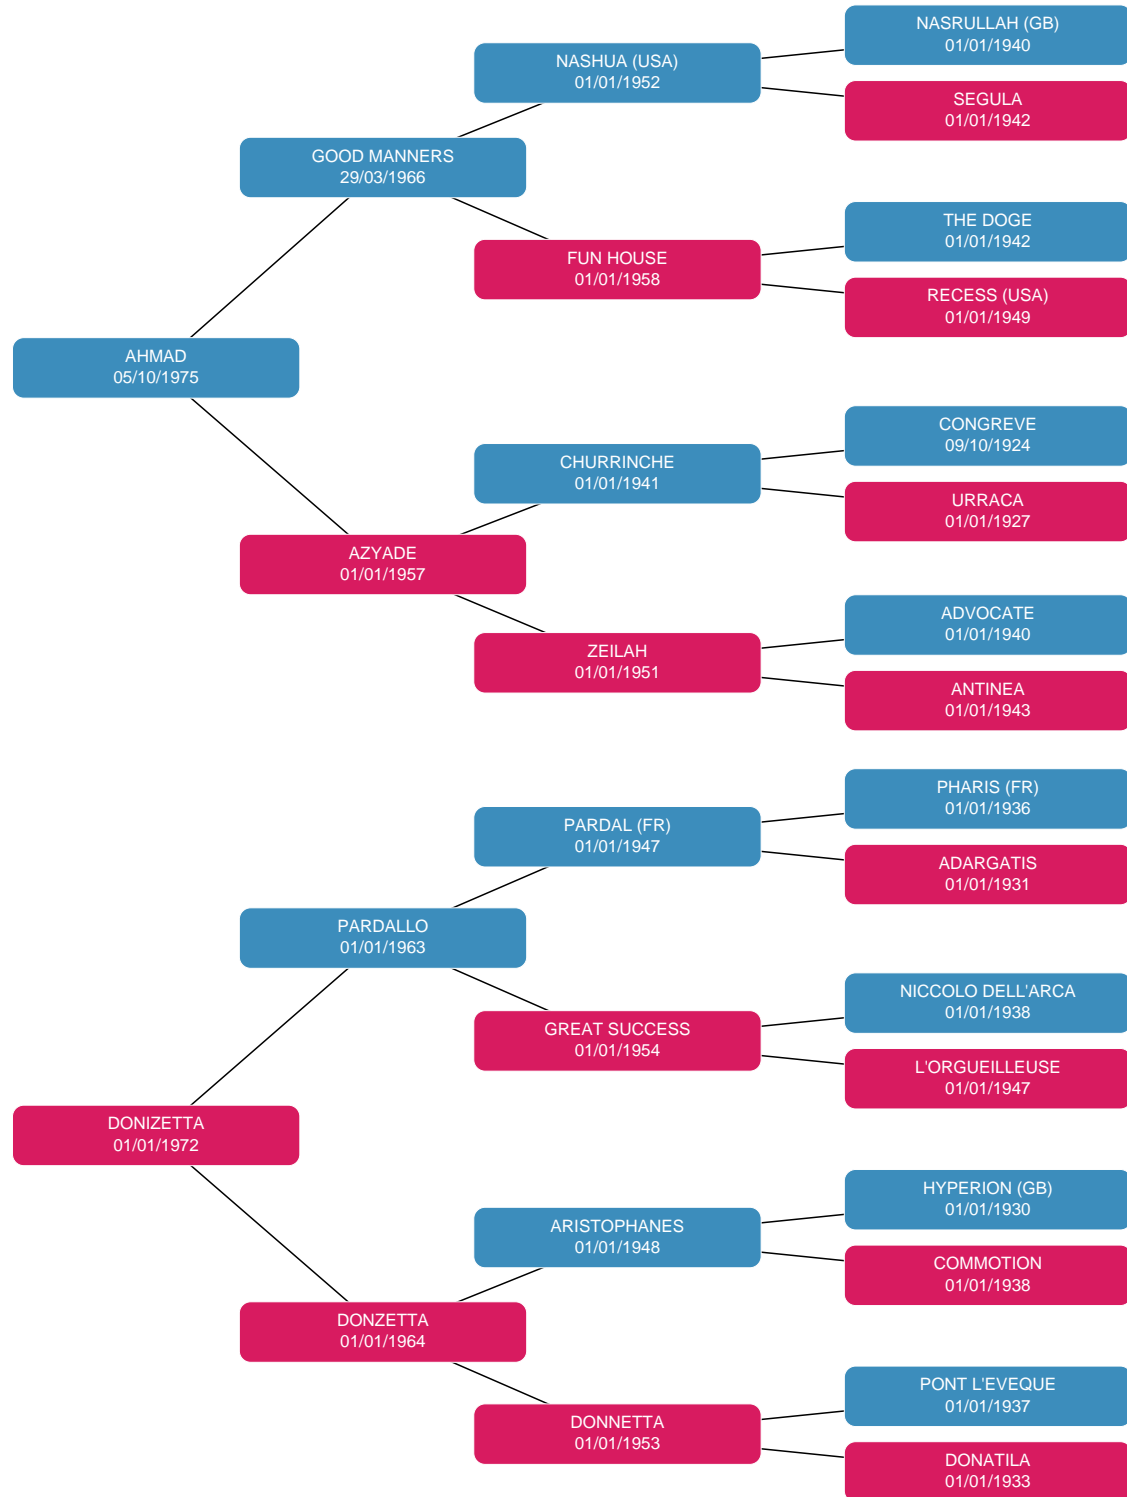 NASRULLAH (GB)
01/01/1940
NASHUA (USA)
01/01/1952
SEGULA
01/01/1942
GOOD MANNERS
29/03/1966
THE DOGE
01/01/1942
FUN HOUSE
01/01/1958
RECESS (USA)
01/01/1949
AHMAD
05/10/1975
CONGREVE
09/10/1924
CHURRINCHE
01/01/1941
URRACA
01/01/1927
AZYADE
01/01/1957
ADVOCATE
01/01/1940
ZEILAH
01/01/1951
ANTINEA
01/01/1943
PHARIS (FR)
01/01/1936
PARDAL (FR)
01/01/1947
ADARGATIS
01/01/1931
PARDALLO
01/01/1963
NICCOLO DELL'ARCA
01/01/1938
GREAT SUCCESS
01/01/1954
L'ORGUEILLEUSE
01/01/1947
DONIZETTA
01/01/1972
HYPERION (GB)
01/01/1930
ARISTOPHANES
01/01/1948
COMMOTION
01/01/1938
DONZETTA
01/01/1964
PONT L'EVEQUE
01/01/1937
DONNETTA
01/01/1953
DONATILA
01/01/1933